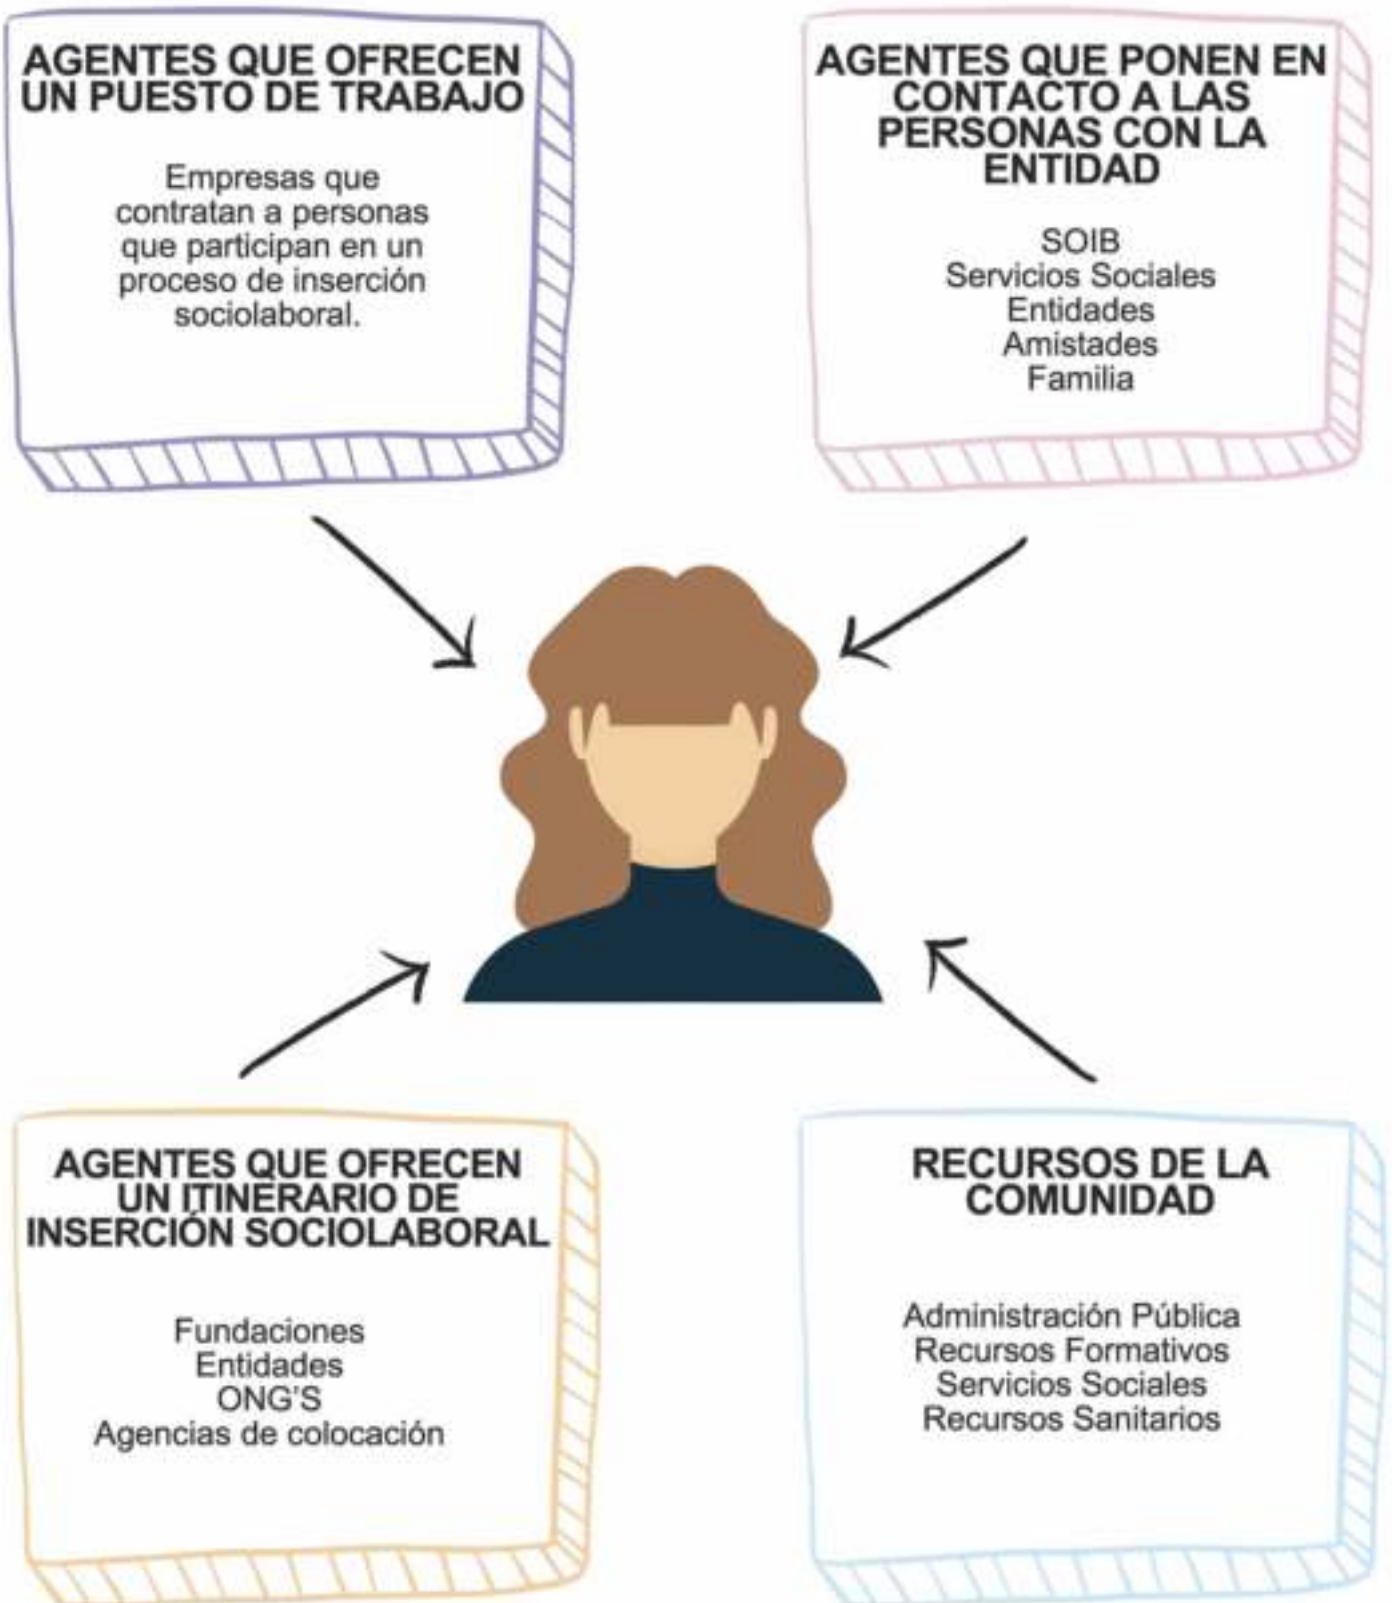 AGENTES QUE OFRECEN
UN PUESTO DE TRABAJO
Empresas que
contratan a personas
que participan en un
proceso de inserción
sociolaboral.
AGENTES QUE PONEN EN
CONTACTO A LAS
PERSONAS CON LA
ENTIDAD
SOIB
Servicios Sociales
Entidades
Amistades
Familia
AGENTES QUE OFRECEN
UN ITINERARIO DE
INSERCIÓN SOCIOLABORAL
Fundaciones
Entidades
ONG'S
Agencias de colocación
RECURSOS DE LA
COMUNIDAD
Administración Pública
Recursos Formativos
Servicios Sociales
Recursos Sanitarios